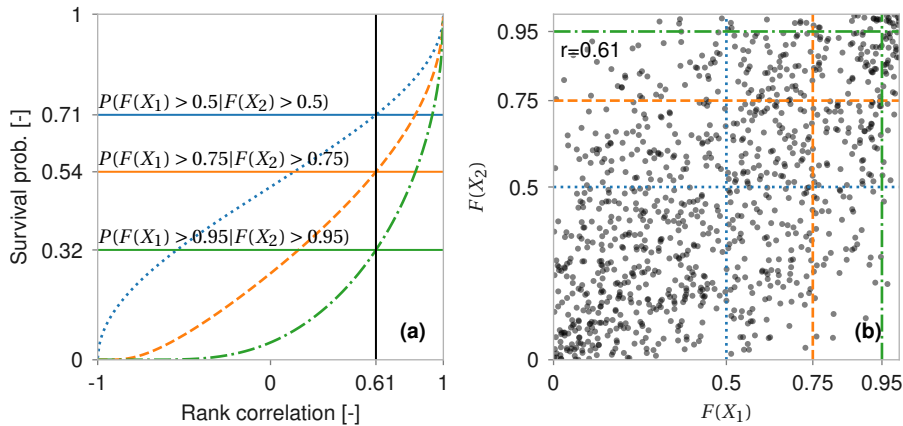 1
0.71
0.54
0.32
0
Survival prob. [-]
P(F(X₁) > 0.5|F(X₂) > 0.5)
P(F(X₁) > 0.75|F(X₂) > 0.75)
P(F(X₁) > 0.95|F(X₂) > 0.95)
(a)
-1
0
0.61
1
Rank correlation [-]
0.95
0.75
0.5
0
F(X₂)
r=0.61
(b)
0
0.5
0.75
0.95
F(X₁)